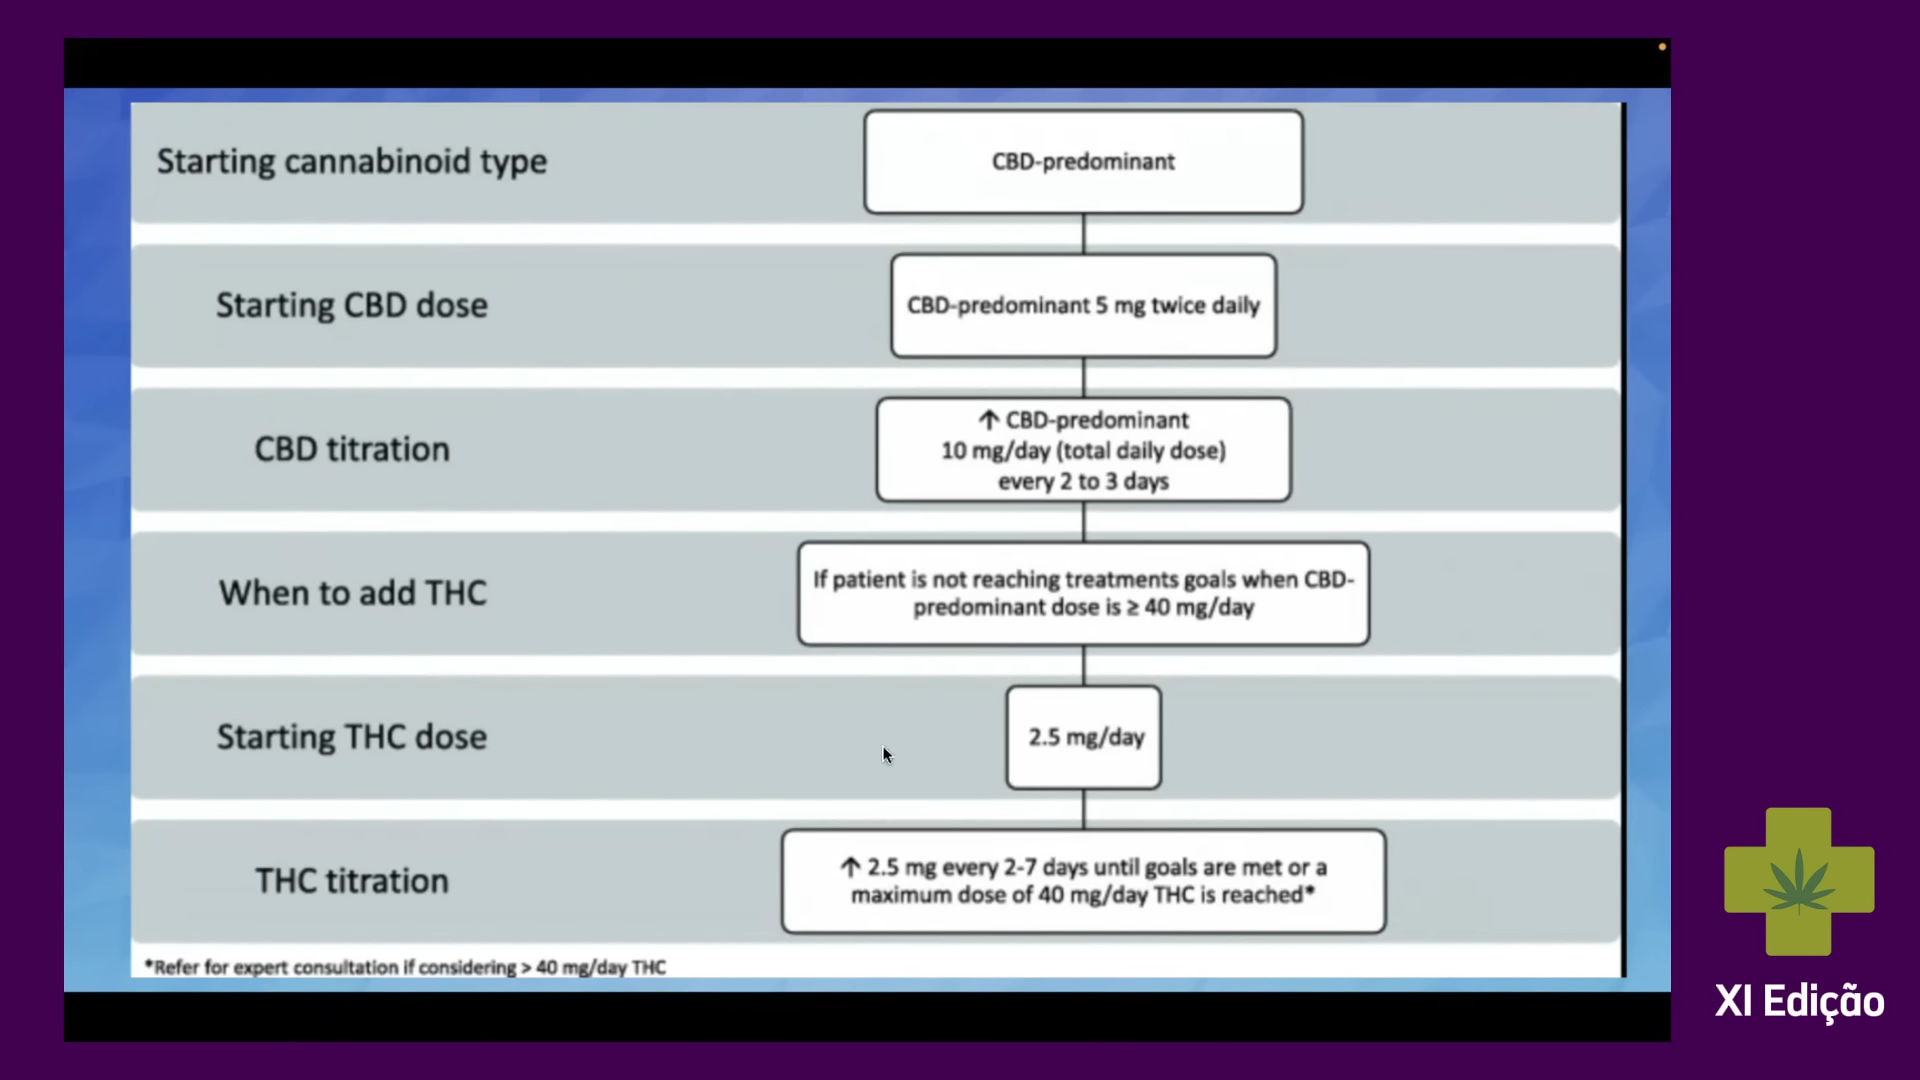 Starting cannabinoid type
CBD-predominant
Starting CBD dose
CBD-predominant 5 mg twice daily
CBD titration
↑ CBD-predominant
10 mg/day (total daily dose)
every 2 to 3 days
When to add THC
If patient is not reaching treatments goals when CBD-
predominant dose is ≥ 40 mg/day
Starting THC dose
2.5 mg/day
THC titration
↑ 2.5 mg every 2-7 days until goals are met or a
maximum dose of 40 mg/day THC is reached*
*Refer for expert consultation if considering > 40 mg/day THC
XI Edição